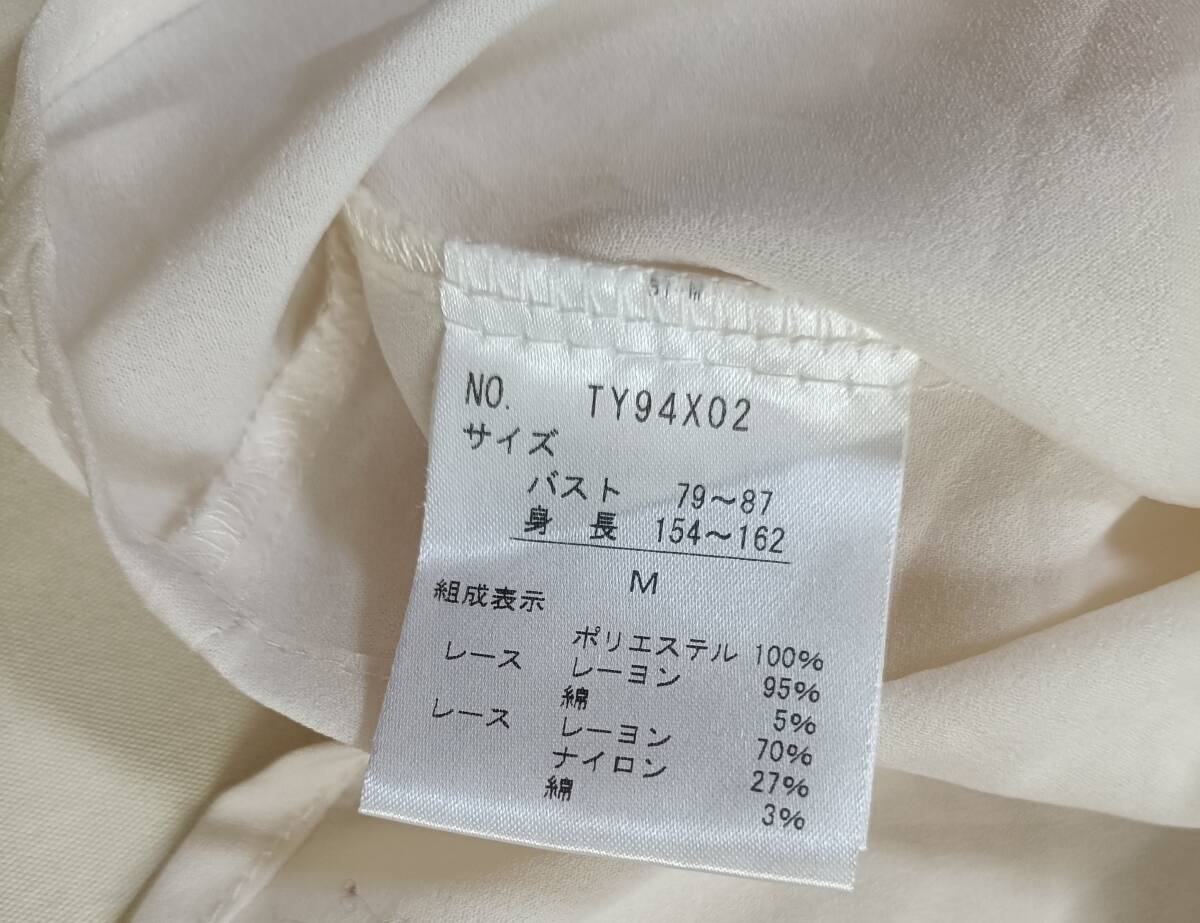 NO. TY94X02
サイズ
バスト 79～87
身長 154～162
M
組成表示
ポリエステル 100%
レース レーヨン 95%
綿 5%
レース レーヨン 70%
ナイロン 27%
綿 3%